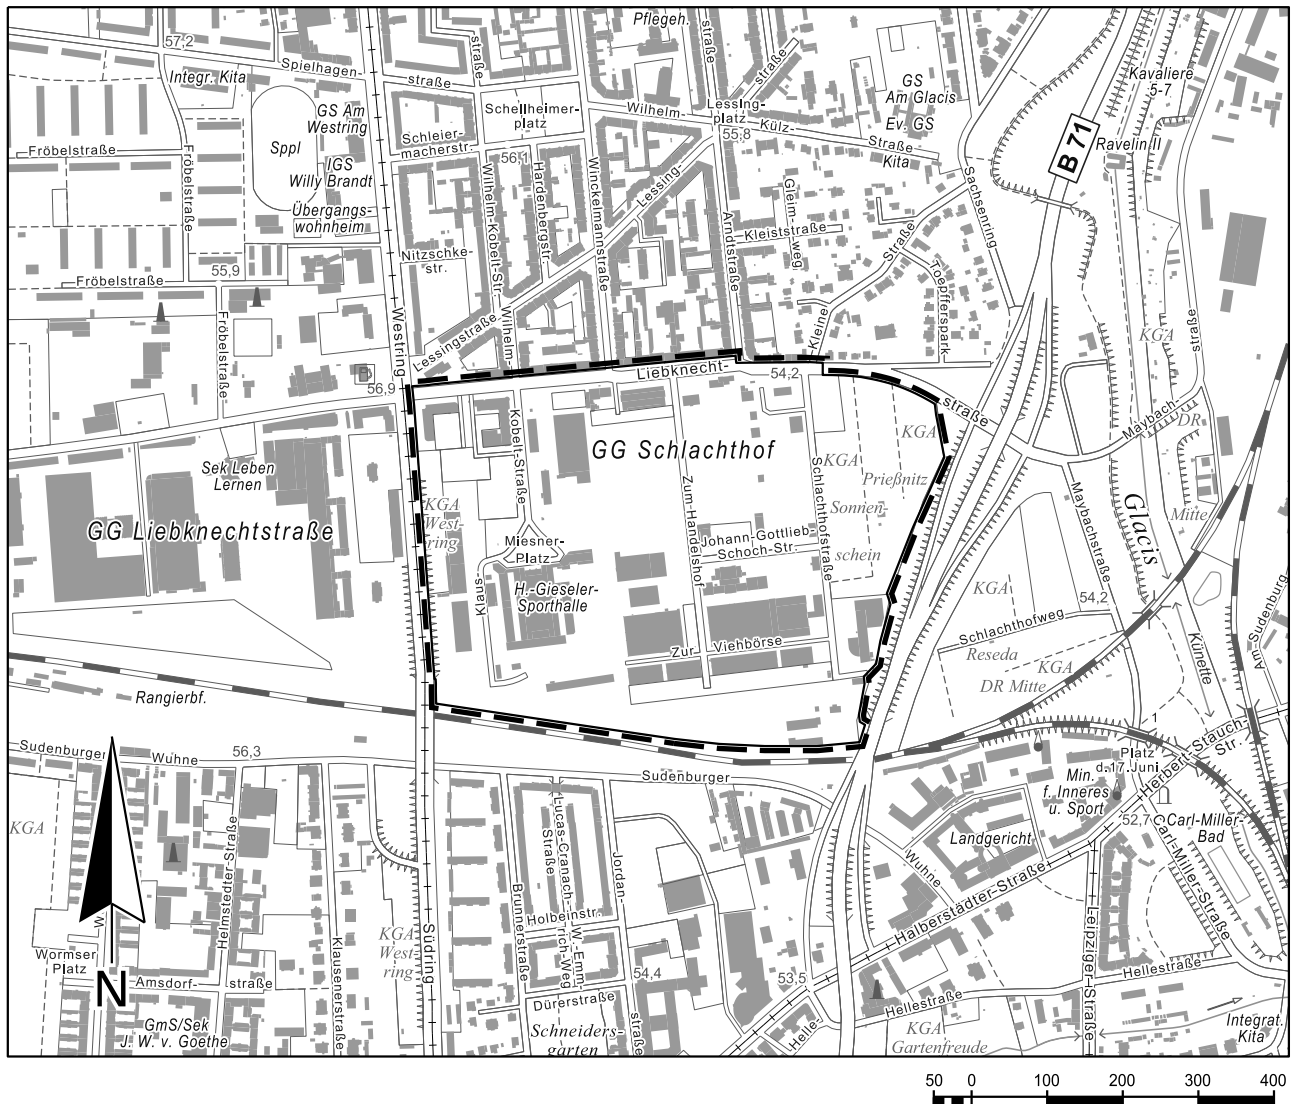 Pflegeh.
57,2
Spielhagen-
straße
straße
straße
straße
Integr. Kita
GS Am
Westring
Sppl
IGS
Willy Brandt
Übergangs-
wohnheim
Schellheimer-
platz
Schleier-
macherstr.
56,1
Wilhelm-
Külz-
Straße
Lessing-
platz
55,8
GS
Am Glacis
Ev. GS
Kita
Kavaliere
5-7
B 71
Ravelin II
Fröbelstraße
Fröbelstraße
55,9
Fröbelstraße
Fröbelstraße
Nitzschke-
str.
Wilhelm-Kobelt-Str.
Hardenbergstr.
Winckelmannstraße
Lessing-
Arndtstraße
Gleim-
weg
Kleiststraße
Kleine
Straße
Toepfferspark
Sachsenring
Westring
Lessingstraße
Wilhelm-
KGA
straße
56,9
Liebknecht-
54,2
straße
Maybach-
DR
Mitte
Kobelt-Straße
GG Schlachthof
KGA
KGA
Prießnitz
Sonnen-
schein
Sek Leben
Lernen
GG Liebknechtstraße
KGA
West-
ring
Miesner-
Platz
Klaus-
H.-Gieseler-
Sporthalle
Zum-Handelshof
Johann-Gottlieb-
Schoch-Str.
Schlachthofstraße
Zur Viehbörse
Maybachstraße
Glacis
KGA
54,2
Schlachthofweg
Reseda
KGA
DR Mitte
Künette
Am-Sudenburg
Rangierbf.
KGA
Sudenburger
Wuhne
56,3
Sudenburger
Wuhne
Platz
d.17.Juni
1
Herbert-Stauch-
Str.
Min.
f. Inneres
u. Sport
Landgericht
52,7
Carl-Miller-
Bad
Carl-Müller-Straße
KGA
Helmstedter-Straße
Lucas-Cranach-
Straße
Jordan-
straße
Brunnerstraße
Holbeinstr.
W.-Emm-
rich-Weg
Dürerstraße
54,4
53,5
Halberstädter-Straße
Leipziger-Straße
Hellestraße
Hellestraße
Helle-
Südring
KGA
West-
ring
Klausenerstraße
W
Wormser
Platz
N
Amsdorf-
straße
GmS/Sek
J. W. v. Goethe
Schneiders-
garten
KGA
Gartenfreude
Integrat.
Kita
50 0 100 200 300 400